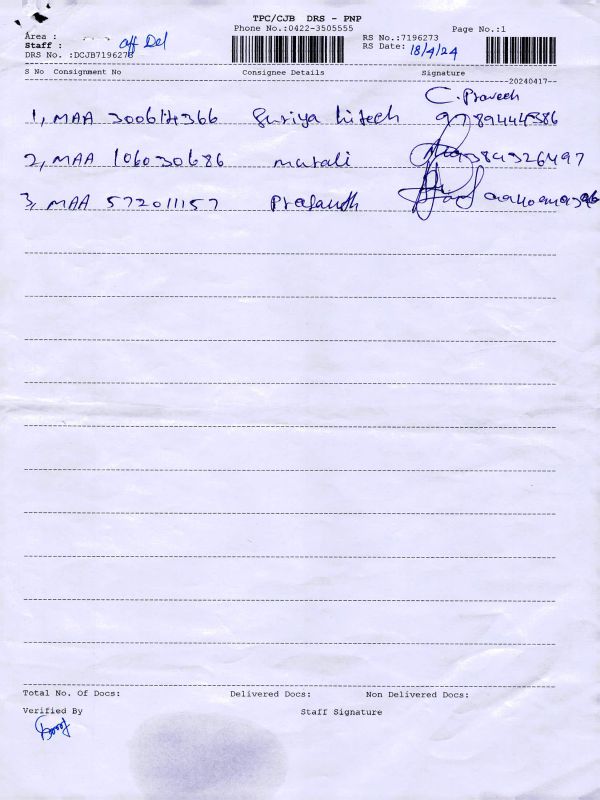 TPC/CJB DRS - PNP
Phone No.:0422-3505555
Page No.:1
Area :
Staff : off Del
DRS No. :DCJB7196273
RS No.:7196273
RS Date: 18/4/24
S No Consignment No Consignee Details Signature
20240417
C. Praveen
1, MAA 300614366 Suriya hitech 9789444386
2, MAA 106030686 murali 9384326497
3, MAA 572011157 Prasanth
Total No. Of Docs: Delivered Docs: Non Delivered Docs:
Verified By Staff Signature